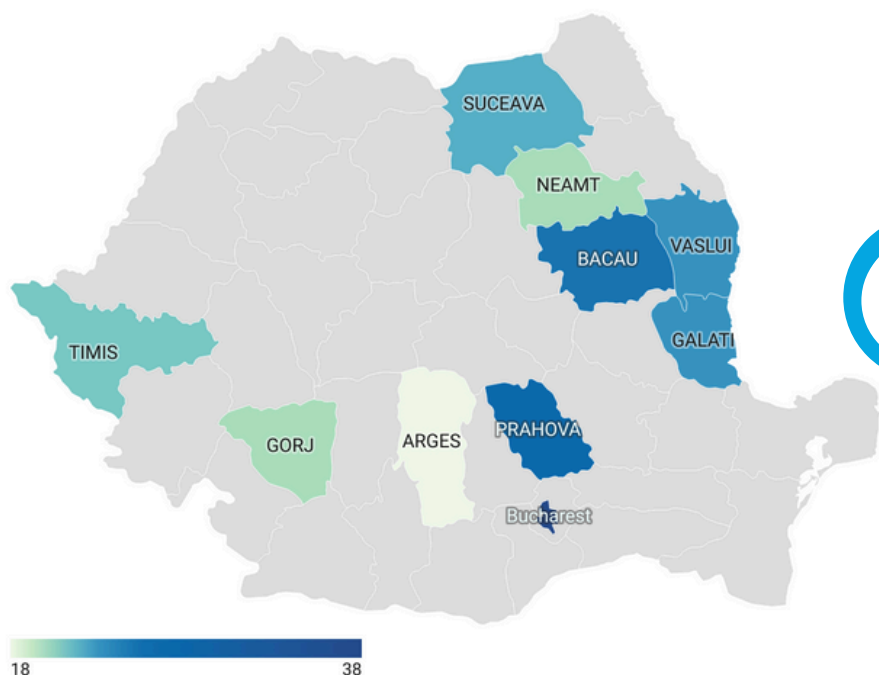 SUCEAVA
NEAMT
VASLUI
BACAU
GALATI
TIMIS
PRAHOVA
GORJ
ARGES
Bucharest
18
38